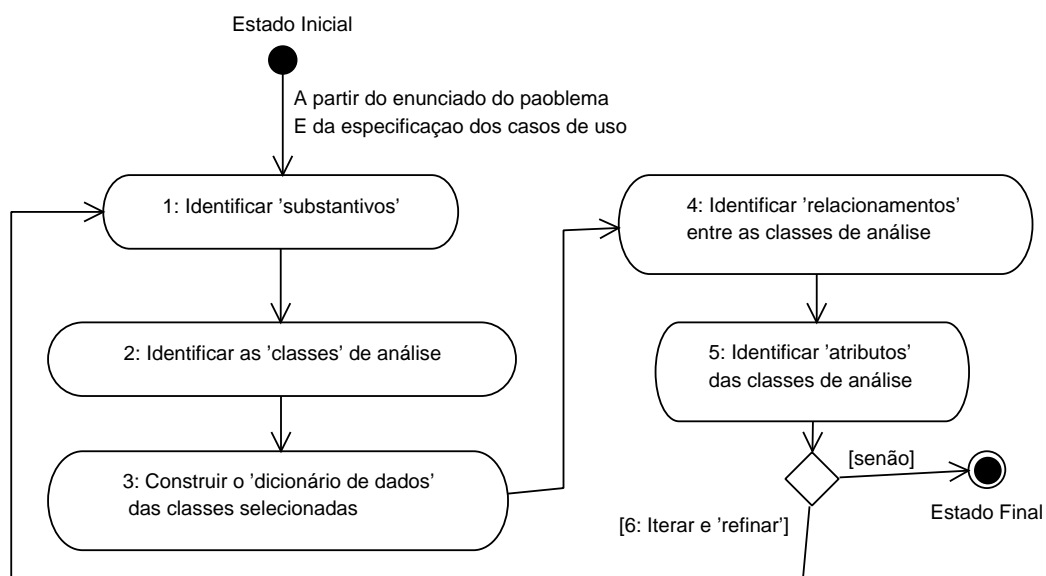 Estado Inicial
A partir do enunciado do paoblema
E da especificaçao dos casos de uso
1: Identificar ’substantivos’
2: Identificar as ’classes’ de análise
3: Construir o ’dicionário de dados’
das classes selecionadas
4: Identificar ’relacionamentos’
entre as classes de análise
5: Identificar ’atributos’
das classes de análise
[senão]
Estado Final
[6: Iterar e ’refinar’]